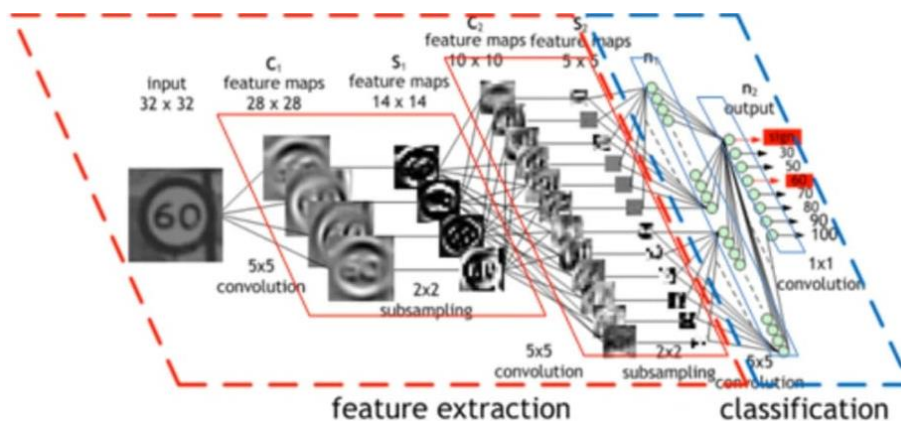 input
32 x 32
C₁
feature maps
28 x 28
S₁
feature maps
14 x 14
C₂
feature maps
10 x 10
S₂
feature maps
5 x 5
n₁
n₂
output
60
sign
30
50
60
70
80
90
100
5x5
convolution
2x2
subsampling
5x5
convolution
2x2
subsampling
convolution
1x1
convolution
feature extraction
classification